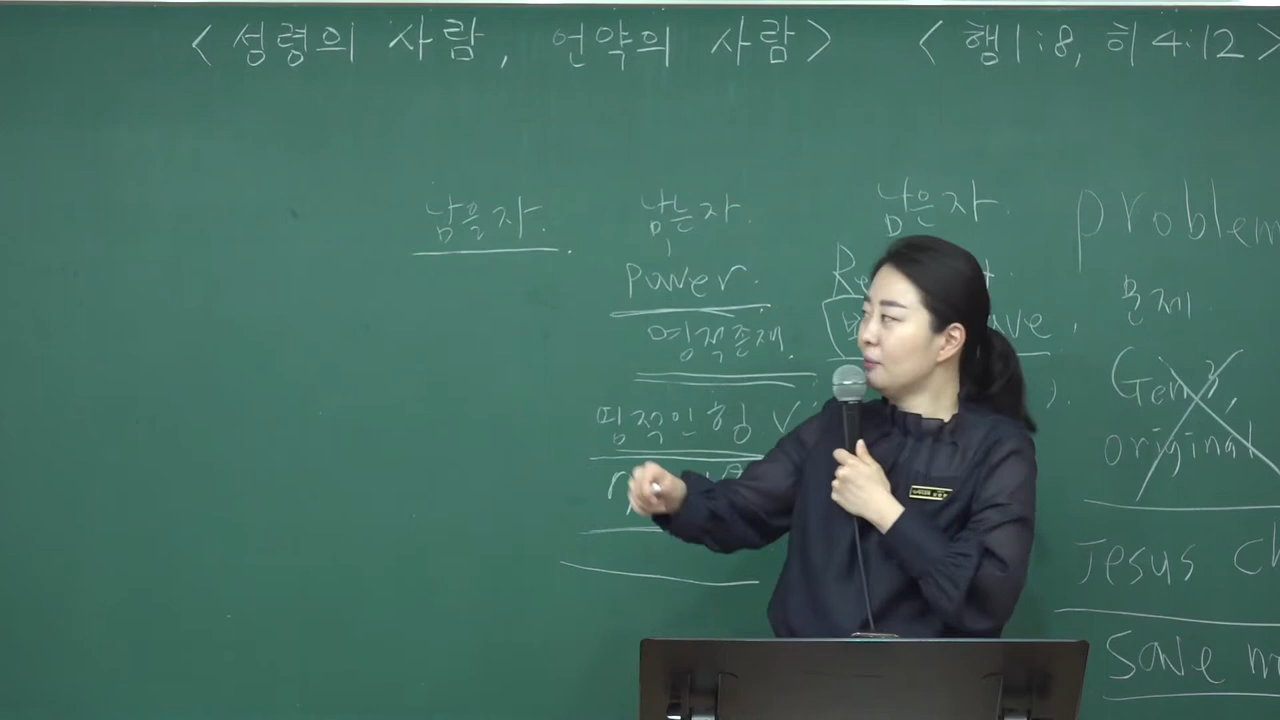 <성령의 사람, 언약의 사람> <행1:8, 히4:12>
남을자. 남는자. 남은자.
problem
Power.
문제
영적존재.
Gen 3,
땀적인힘 V
original
Jesus Ch
Save m